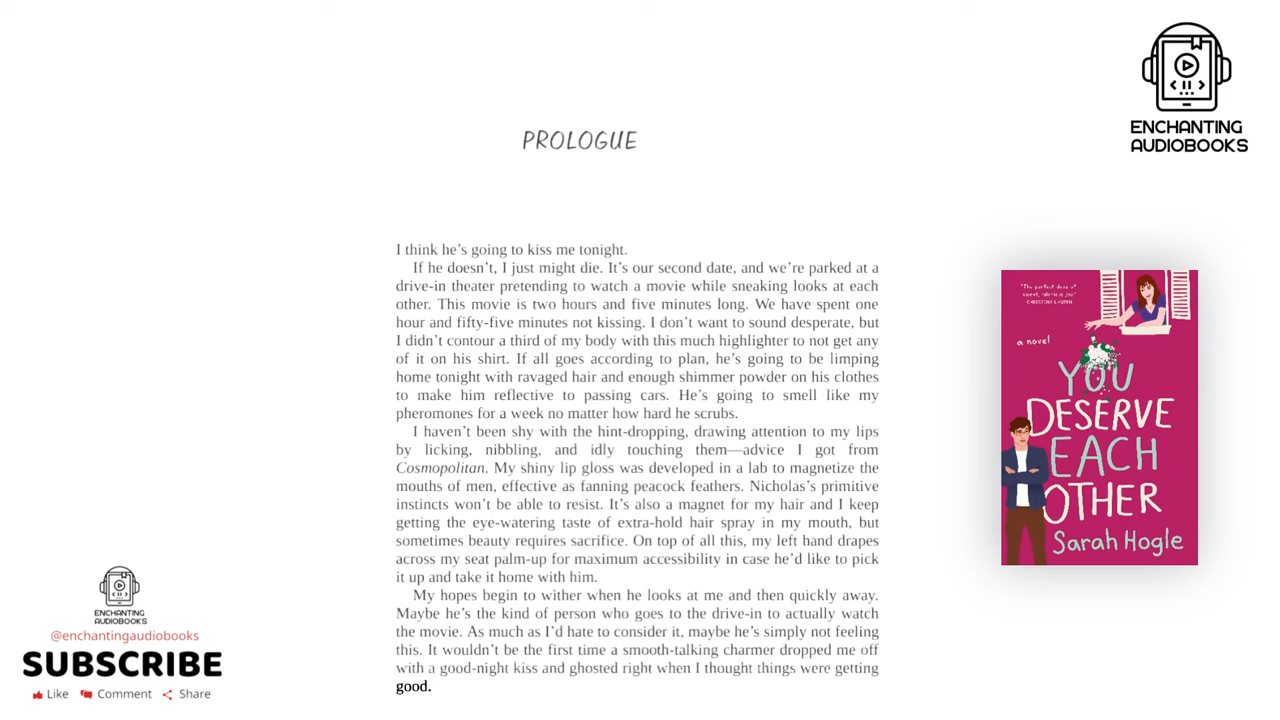 ENCHANTING
AUDIOBOOKS
PROLOGUE
I think he's going to kiss me tonight.
If he doesn't, I just might die. It's our second date, and we're parked at a
drive-in theater pretending to watch a movie while sneaking looks at each
other. This movie is two hours and five minutes long. We have spent one
hour and fifty-five minutes not kissing. I don't want to sound desperate, but
I didn't contour a third of my body with this much highlighter to not get any
of it on his shirt. If all goes according to plan, he's going to be limping
home tonight with ravaged hair and enough shimmer powder on his clothes
to make him reflective to passing cars. He's going to smell like my
pheromones for a week no matter how hard he scrubs.
I haven't been shy with the hint-dropping, drawing attention to my lips
by licking, nibbling, and idly touching them—advice I got from
Cosmopolitan. My shiny lip gloss was developed in a lab to magnetize the
mouths of men, effective as fanning peacock feathers. Nicholas's primitive
instincts won't be able to resist. It's also a magnet for my hair and I keep
getting the eye-watering taste of extra-hold hair spray in my mouth, but
sometimes beauty requires sacrifice. On top of all this, my left hand drapes
across my seat palm-up for maximum accessibility in case he'd like to pick
it up and take it home with him.
My hopes begin to wither when he looks at me and then quickly away.
Maybe he's the kind of person who goes to the drive-in to actually watch
the movie. As much as I'd hate to consider it, maybe he's simply not feeling
this. It wouldn't be the first time a smooth-talking charmer dropped me off
with a good-night kiss and ghosted right when I thought things were getting
good.
"The perfect dose of
CHRISTINA LAUREN
a novel
YOU
DESERVE
EACH
OTHER
Sarah Hogle
ENCHANTING
AUDIOBOOKS
@enchantingaudiobooks
SUBSCRIBE
Like Comment Share